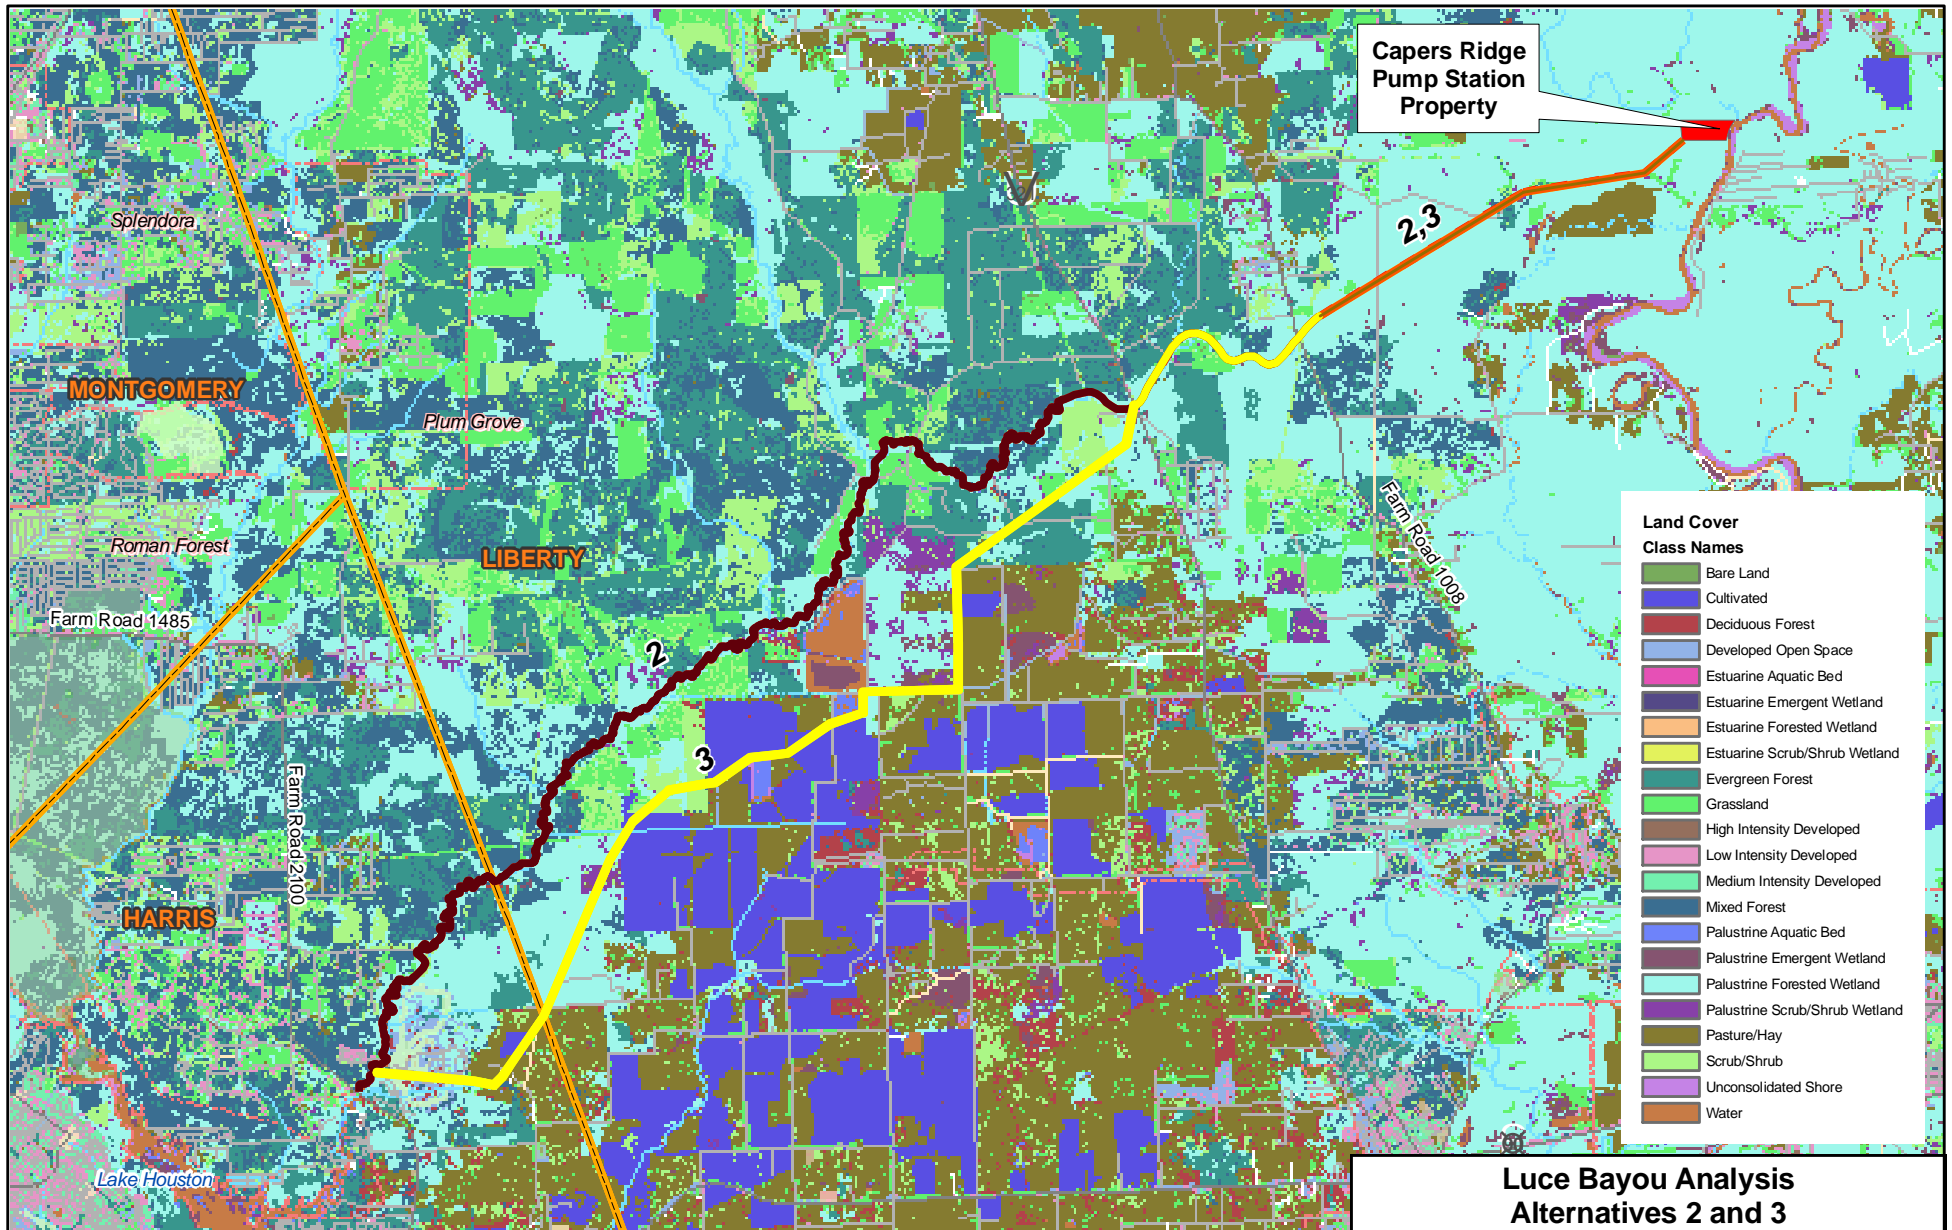 Capers Ridge
Pump Station
Property
Splendora
2,3
MONTGOMERY
Plum Grove
Farm Road 1008
Roman Forest
LIBERTY
Farm Road 1485
2
3
Farm Road 2100
HARRIS
Lake Houston
Land Cover
Class Names
Bare Land
Cultivated
Deciduous Forest
Developed Open Space
Estuarine Aquatic Bed
Estuarine Emergent Wetland
Estuarine Forested Wetland
Estuarine Scrub/Shrub Wetland
Evergreen Forest
Grassland
High Intensity Developed
Low Intensity Developed
Medium Intensity Developed
Mixed Forest
Palustrine Aquatic Bed
Palustrine Emergent Wetland
Palustrine Forested Wetland
Palustrine Scrub/Shrub Wetland
Pasture/Hay
Scrub/Shrub
Unconsolidated Shore
Water
Luce Bayou Analysis
Alternatives 2 and 3